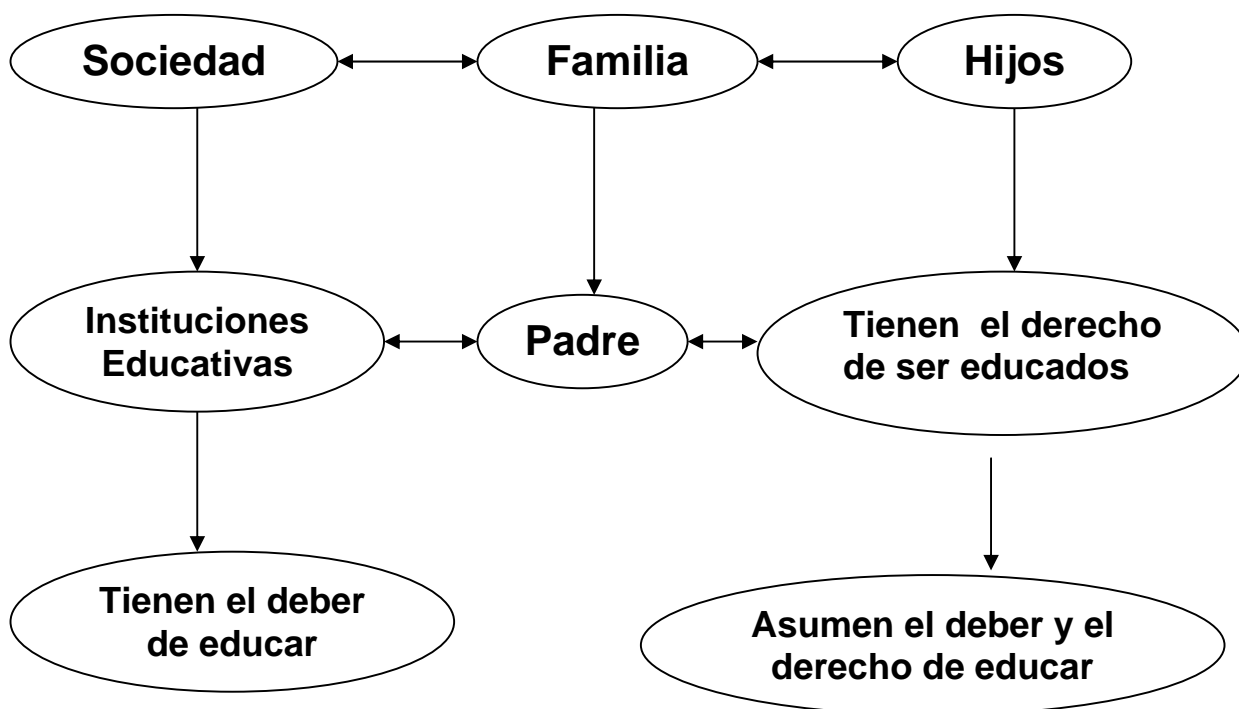 Sociedad
Familia
Hijos
Instituciones
Educativas
Padre
Tienen  el derecho
de ser educados
Tienen el deber
de educar
Asumen el deber y el
derecho de educar